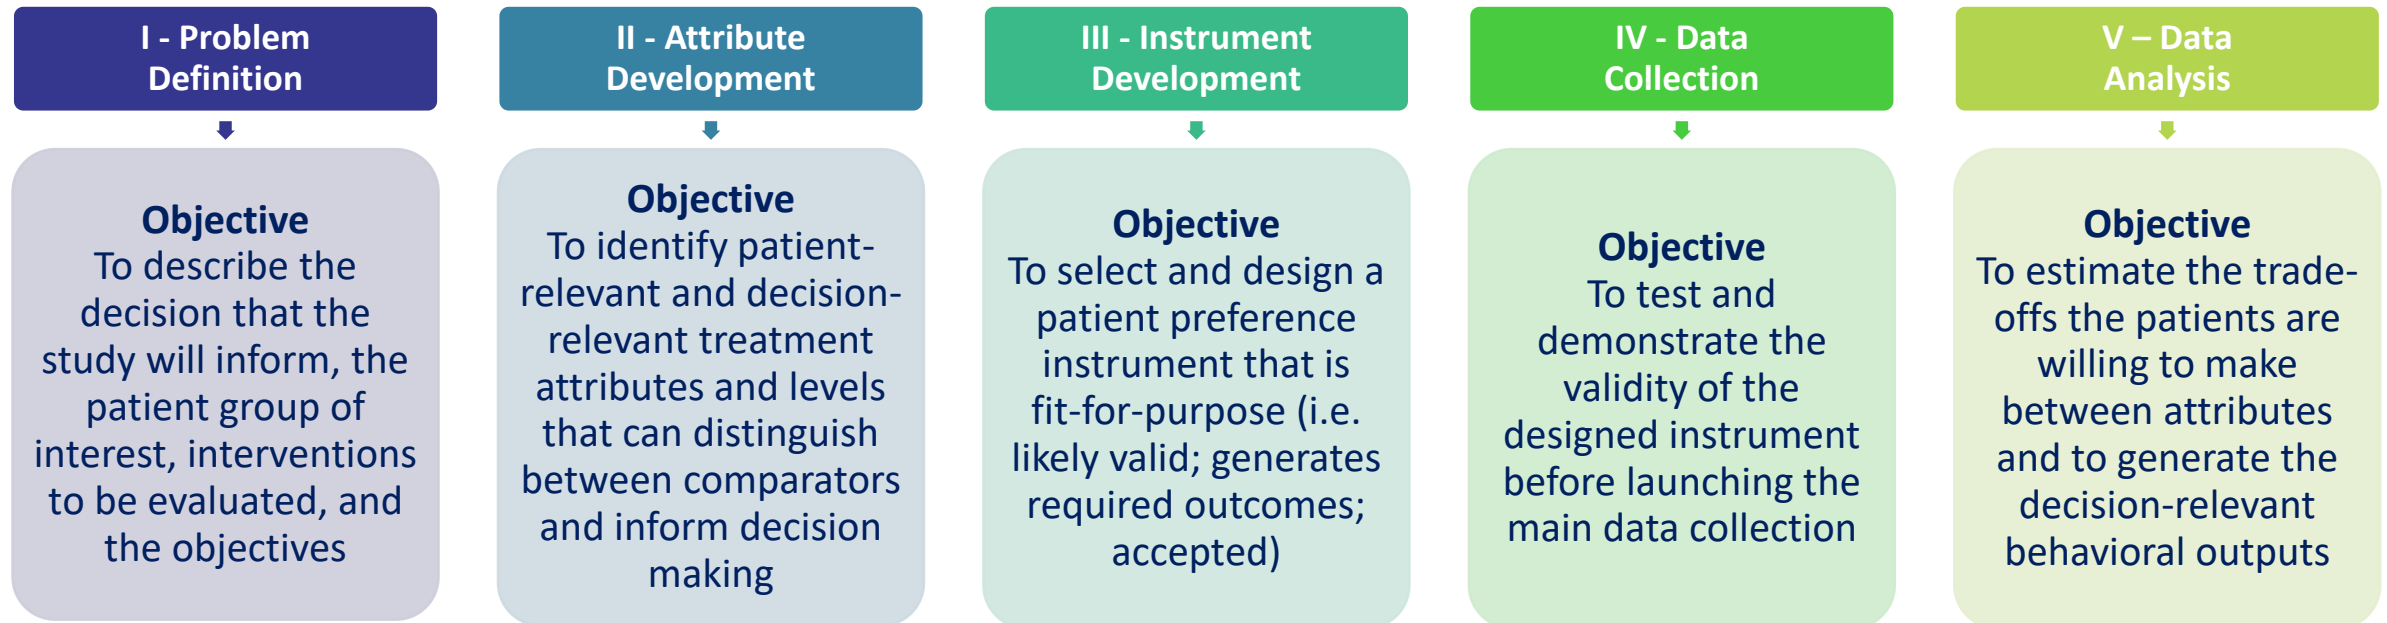 I - Problem
Definition
II - Attribute
Development
III - Instrument
Development
IV - Data
Collection
V – Data
Analysis
Objective
To describe the
decision that the
study will inform, the
patient group of
interest, interventions
to be evaluated, and
the objectives
Objective
To identify patient-
relevant and decision-
relevant treatment
attributes and levels
that can distinguish
between comparators
and inform decision
making
Objective
To select and design a
patient preference
instrument that is
fit-for-purpose (i.e.
likely valid; generates
required outcomes;
accepted)
Objective
To test and
demonstrate the
validity of the
designed instrument
before launching the
main data collection
Objective
To estimate the trade-
offs the patients are
willing to make
between attributes
and to generate the
decision-relevant
behavioral outputs